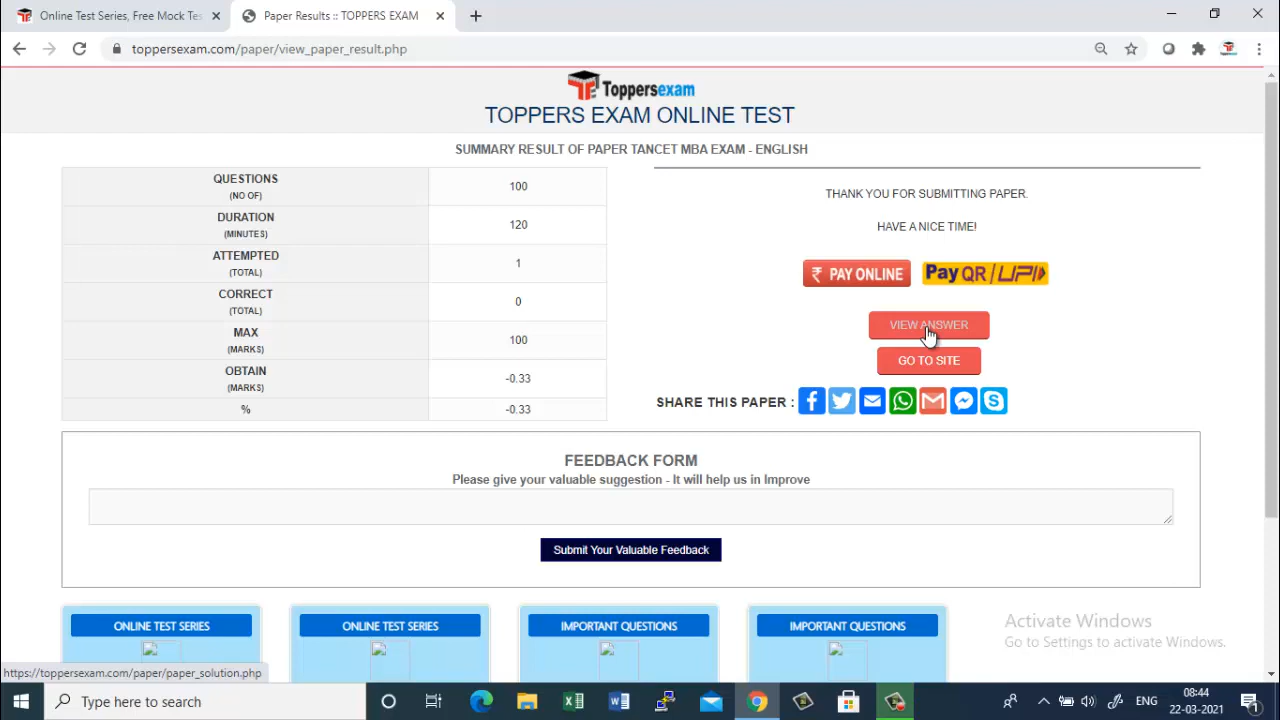 Online Test Series, Free Mock Tes
Paper Results :: TOPPERS EXAM
toppersexam.com/paper/view_paper_result.php
Toppersexam
TOPPERS EXAM ONLINE TEST
SUMMARY RESULT OF PAPER TANCET MBA EXAM - ENGLISH
QUESTIONS
(NO OF)
100
DURATION
(MINUTES)
120
ATTEMPTED
(TOTAL)
1
CORRECT
(TOTAL)
0
MAX
(MARKS)
100
OBTAIN
(MARKS)
-0.33
%
-0.33
THANK YOU FOR SUBMITTING PAPER.
HAVE A NICE TIME!
₹ PAY ONLINE
Pay QR/UPI
VIEW ANSWER
GO TO SITE
SHARE THIS PAPER :
FEEDBACK FORM
Please give your valuable suggestion - It will help us in Improve
Submit Your Valuable Feedback
ONLINE TEST SERIES
ONLINE TEST SERIES
IMPORTANT QUESTIONS
IMPORTANT QUESTIONS
Activate Windows
Go to Settings to activate Windows.
https://toppersexam.com/paper/paper_solution.php
Type here to search
ENG
08:44
22-03-2021
1